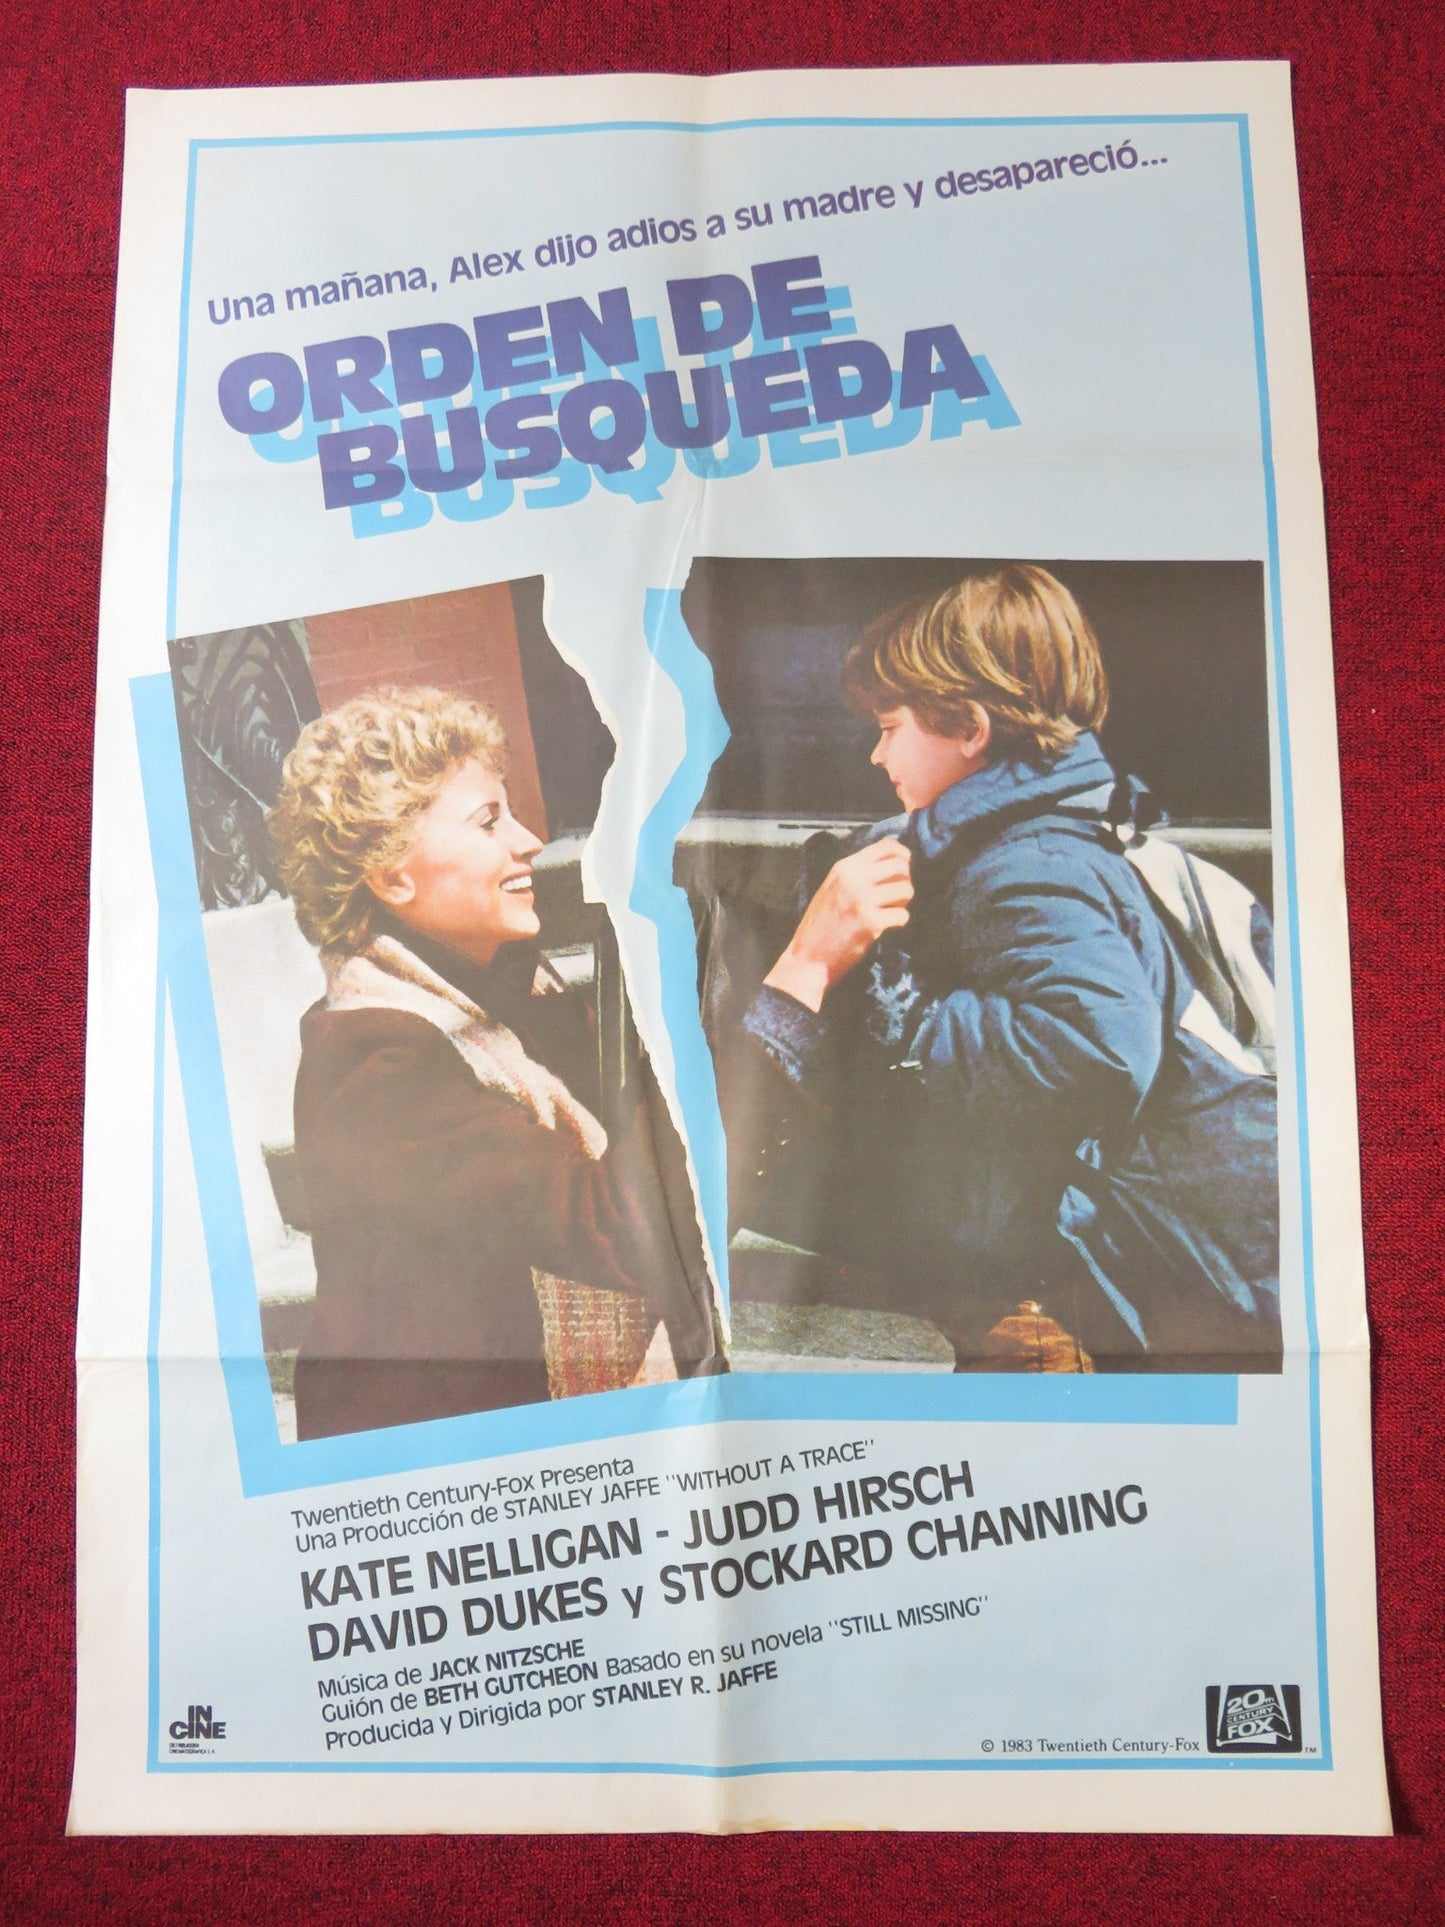 Una mañana, Alex dijo adios a su madre y desapareció...
ORDEN DE
BUSQUEDA
Twentieth Century-Fox Presenta
Una Producción de STANLEY JAFFE "WITHOUT A TRACE"
KATE NELLIGAN - JUDD HIRSCH
DAVID DUKES y STOCKARD CHANNING
Música de JACK NITZSCHE
Guión de BETH GUTCHEON Basado en su novela "STILL MISSING"
Producida y Dirigida por STANLEY R. JAFFE
IN
CINE
DISTRIBUIDORA
CINEMATOGRAFICA S A
© 1983 Twentieth Century-Fox
20th
CENTURY
FOX
TM